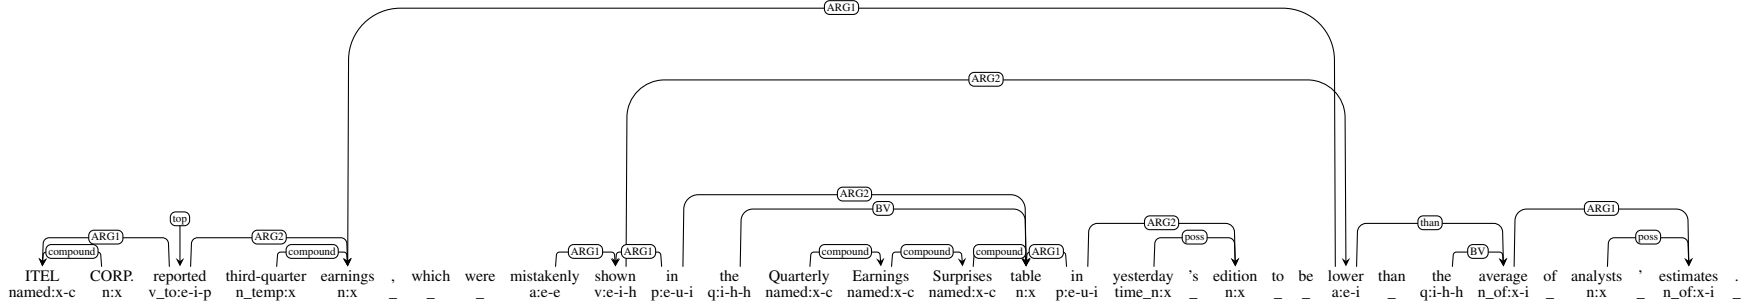 ARG1
ARG2
ARG2
BV
top
ARG1 ARG2 ARG2 than ARG1
compound compound ARG1 ARG1 compound compound compound ARG1 poss BV poss
ITEL CORP. reported third-quarter earnings , which were mistakenly shown in the Quarterly Earnings Surprises table in yesterday 's edition to be lower than the average of analysts ' estimates .
named:x-c n:x v_to:e-i-p n_temp:x n:x _ _ _ a:e-e v:e-i-h p:e-u-i q:i-h-h named:x-c named:x-c named:x-c n:x p:e-u-i time_n:x _ n:x _ _ a:e-i _ q:i-h-h n_of:x-i _ n:x _ n_of:x-i _